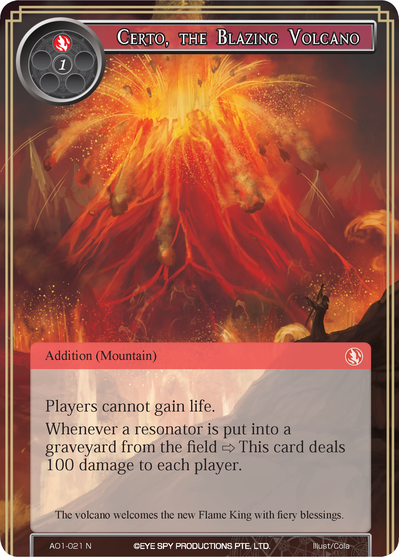 CERTO, THE BLAZING VOLCANO
1
Addition (Mountain)
Players cannot gain life.
Whenever a resonator is put into a
graveyard from the field ⇨ This card deals
100 damage to each player.
The volcano welcomes the new Flame King with fiery blessings.
A01-021 N ©EYE SPY PRODUCTIONS PTE. LTD. Illust/Cola